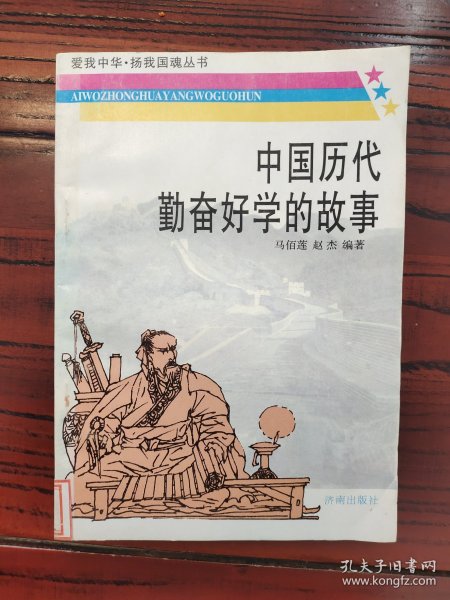 爱我中华·扬我国魂丛书
AIWOZHONGHUAYANGWOGUOHUN
中国历代
勤奋好学的故事
马佰莲 赵杰 编著
济南出版社
孔夫子旧书网
www.kongfz.com